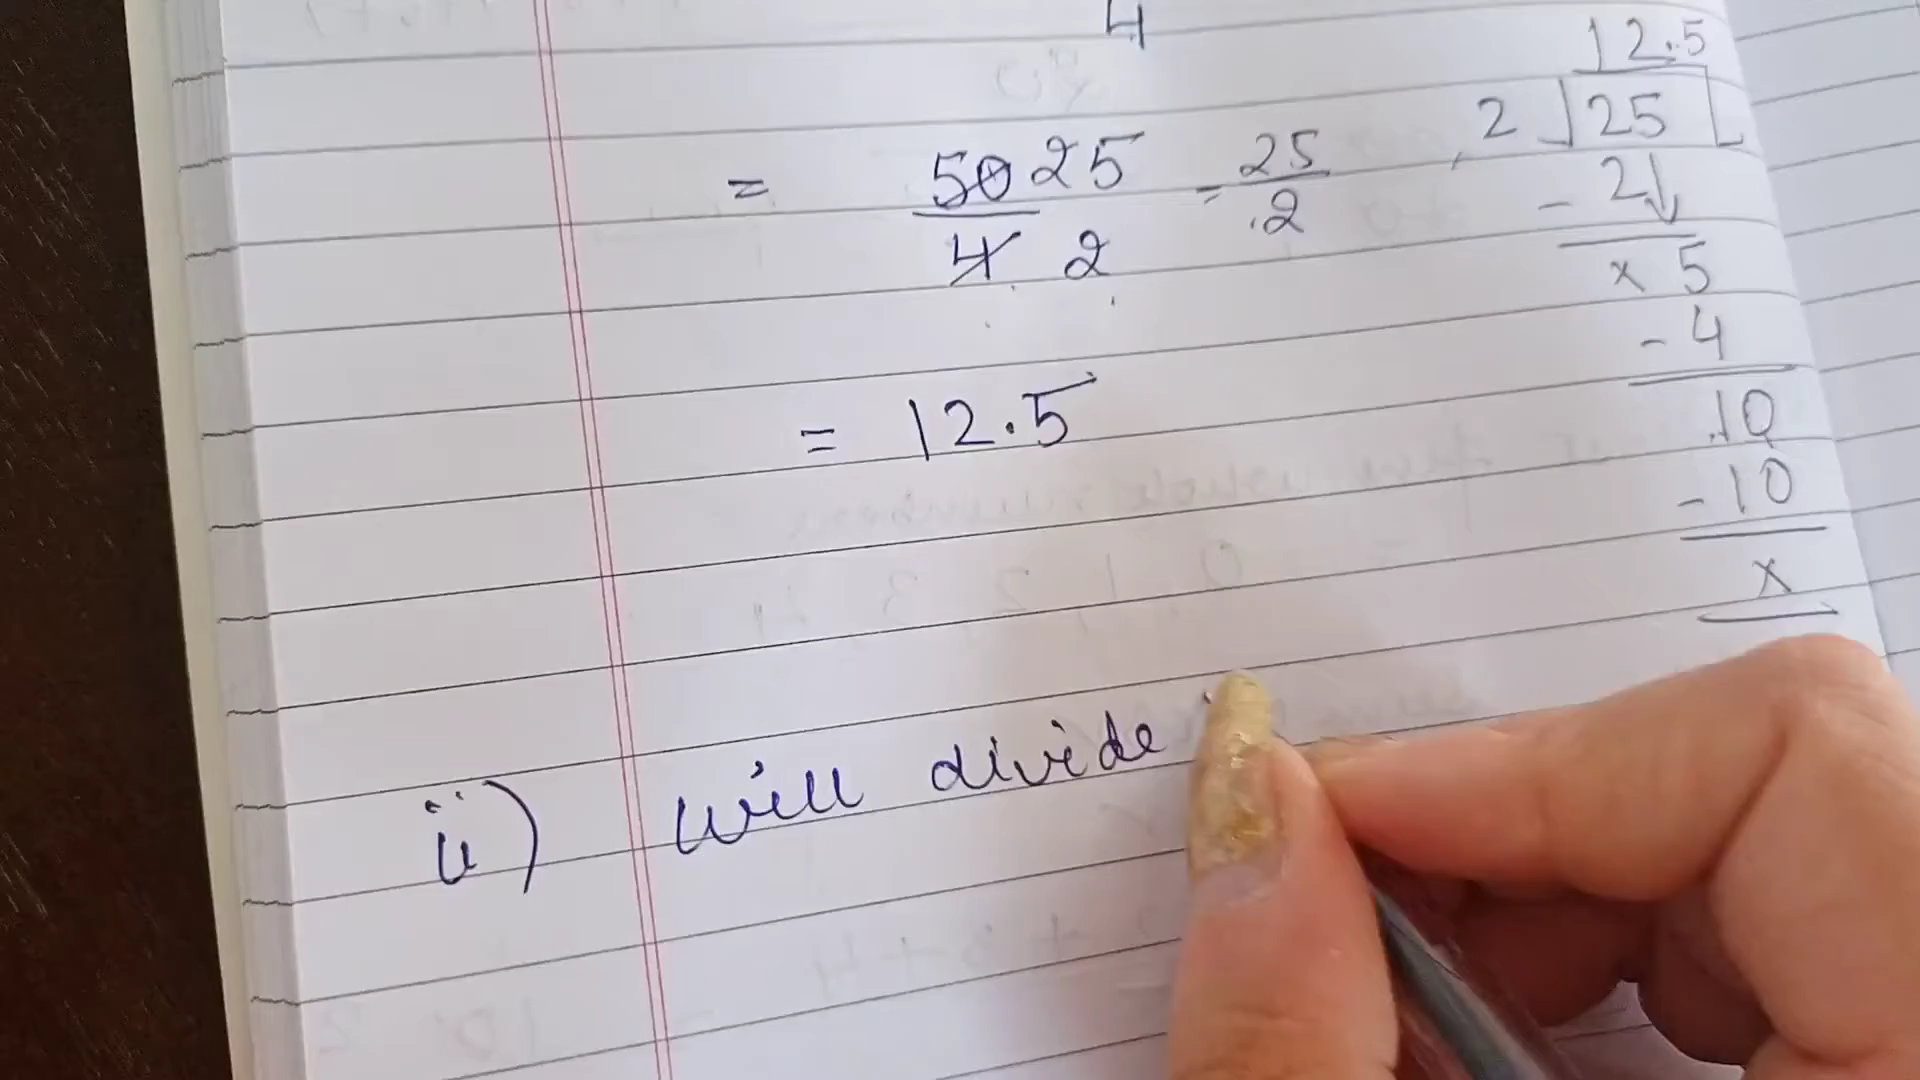 4
= 50 25 = 25
4 2 .2
= 12.5
ii) will divide
12.5
2 25
- 2↓
x 5
- 4
10
- 10
x